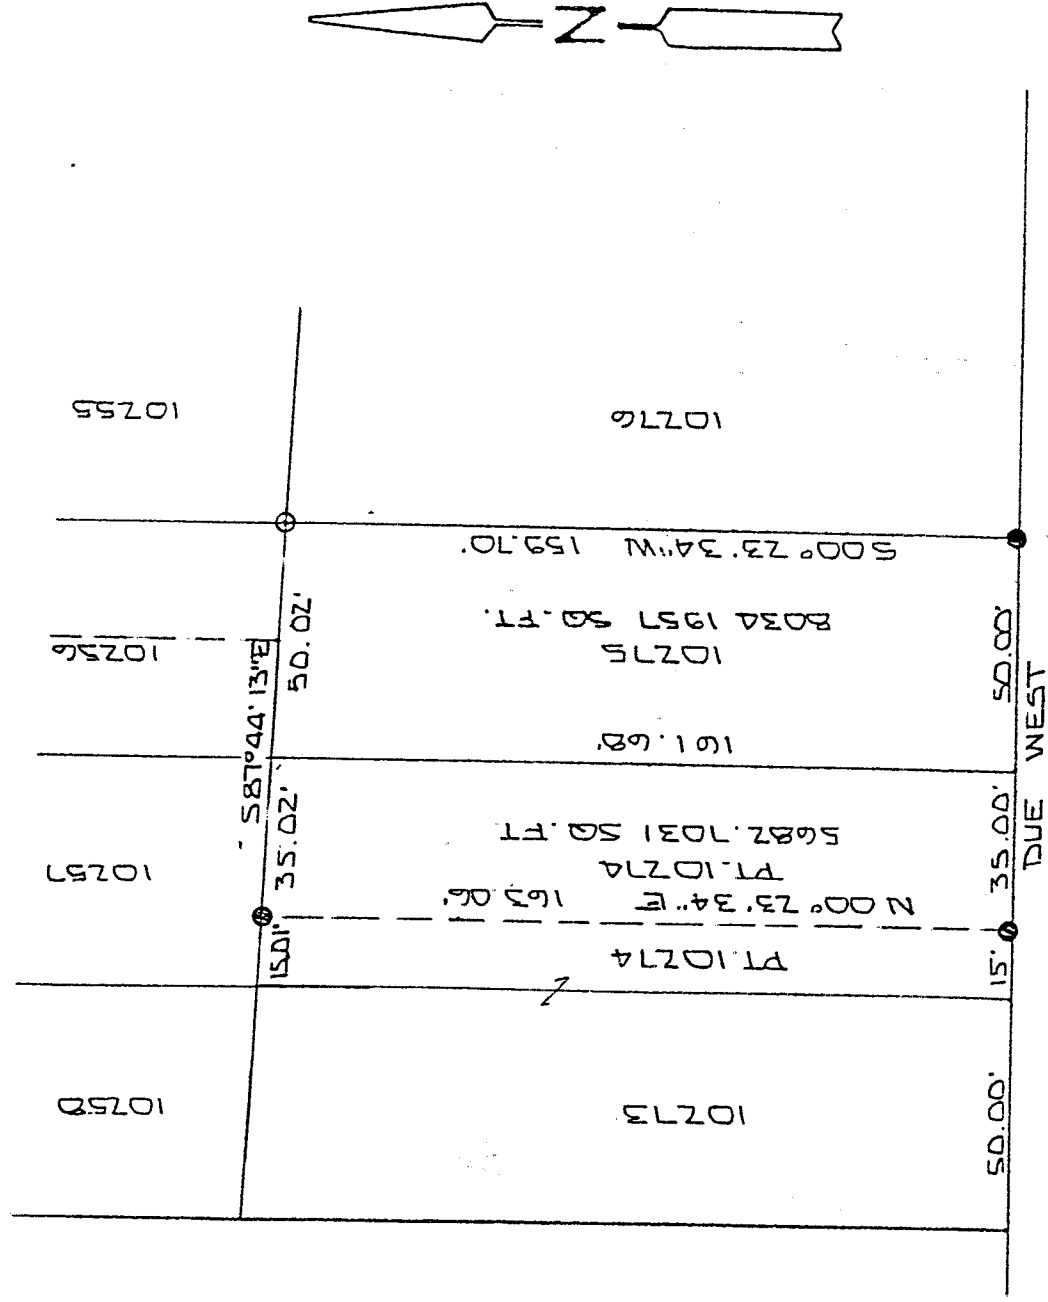 N
10255
10276
S00° 23' 34"W 159.70'
8034.1957 SQ. FT.
10275
10256
50.02'
50.00'
S87°44'13"E
161.68'
DUE WEST
35.02'
35.00'
5682.7031 SQ. FT
PT. 10274
N 00° 23' 34" E 163.06'
10257
15.01'
15'
PT. 10274
Z
10258
10273
50.00'